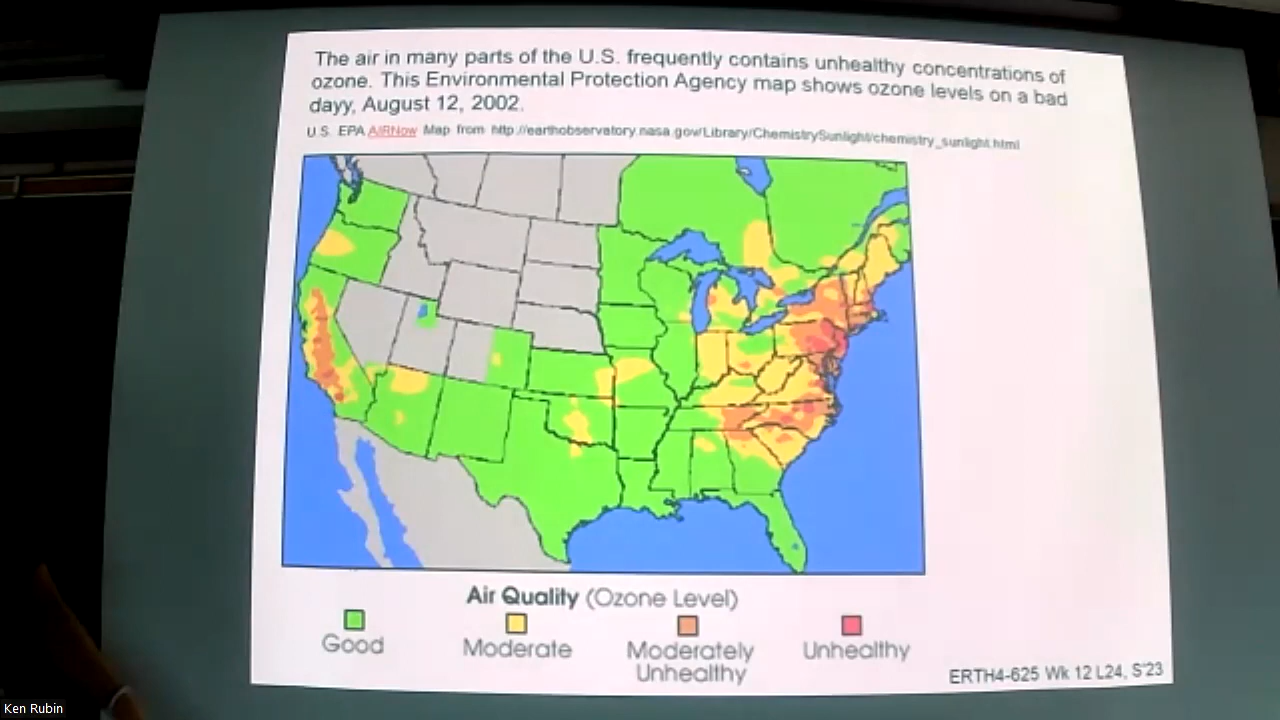 The air in many parts of the U.S. frequently contains unhealthy concentrations of
ozone. This Environmental Protection Agency map shows ozone levels on a bad
dayy, August 12, 2002.
U.S. EPA AIRNow Map from http://earthobservatory.nasa.gov/Library/ChemistrySunlight/chemistry_sunlight.html
Air Quality (Ozone Level)
Good
Moderate
Moderately
Unhealthy
Unhealthy
ERTH4-625 Wk 12 L24, S'23
Ken Rubin